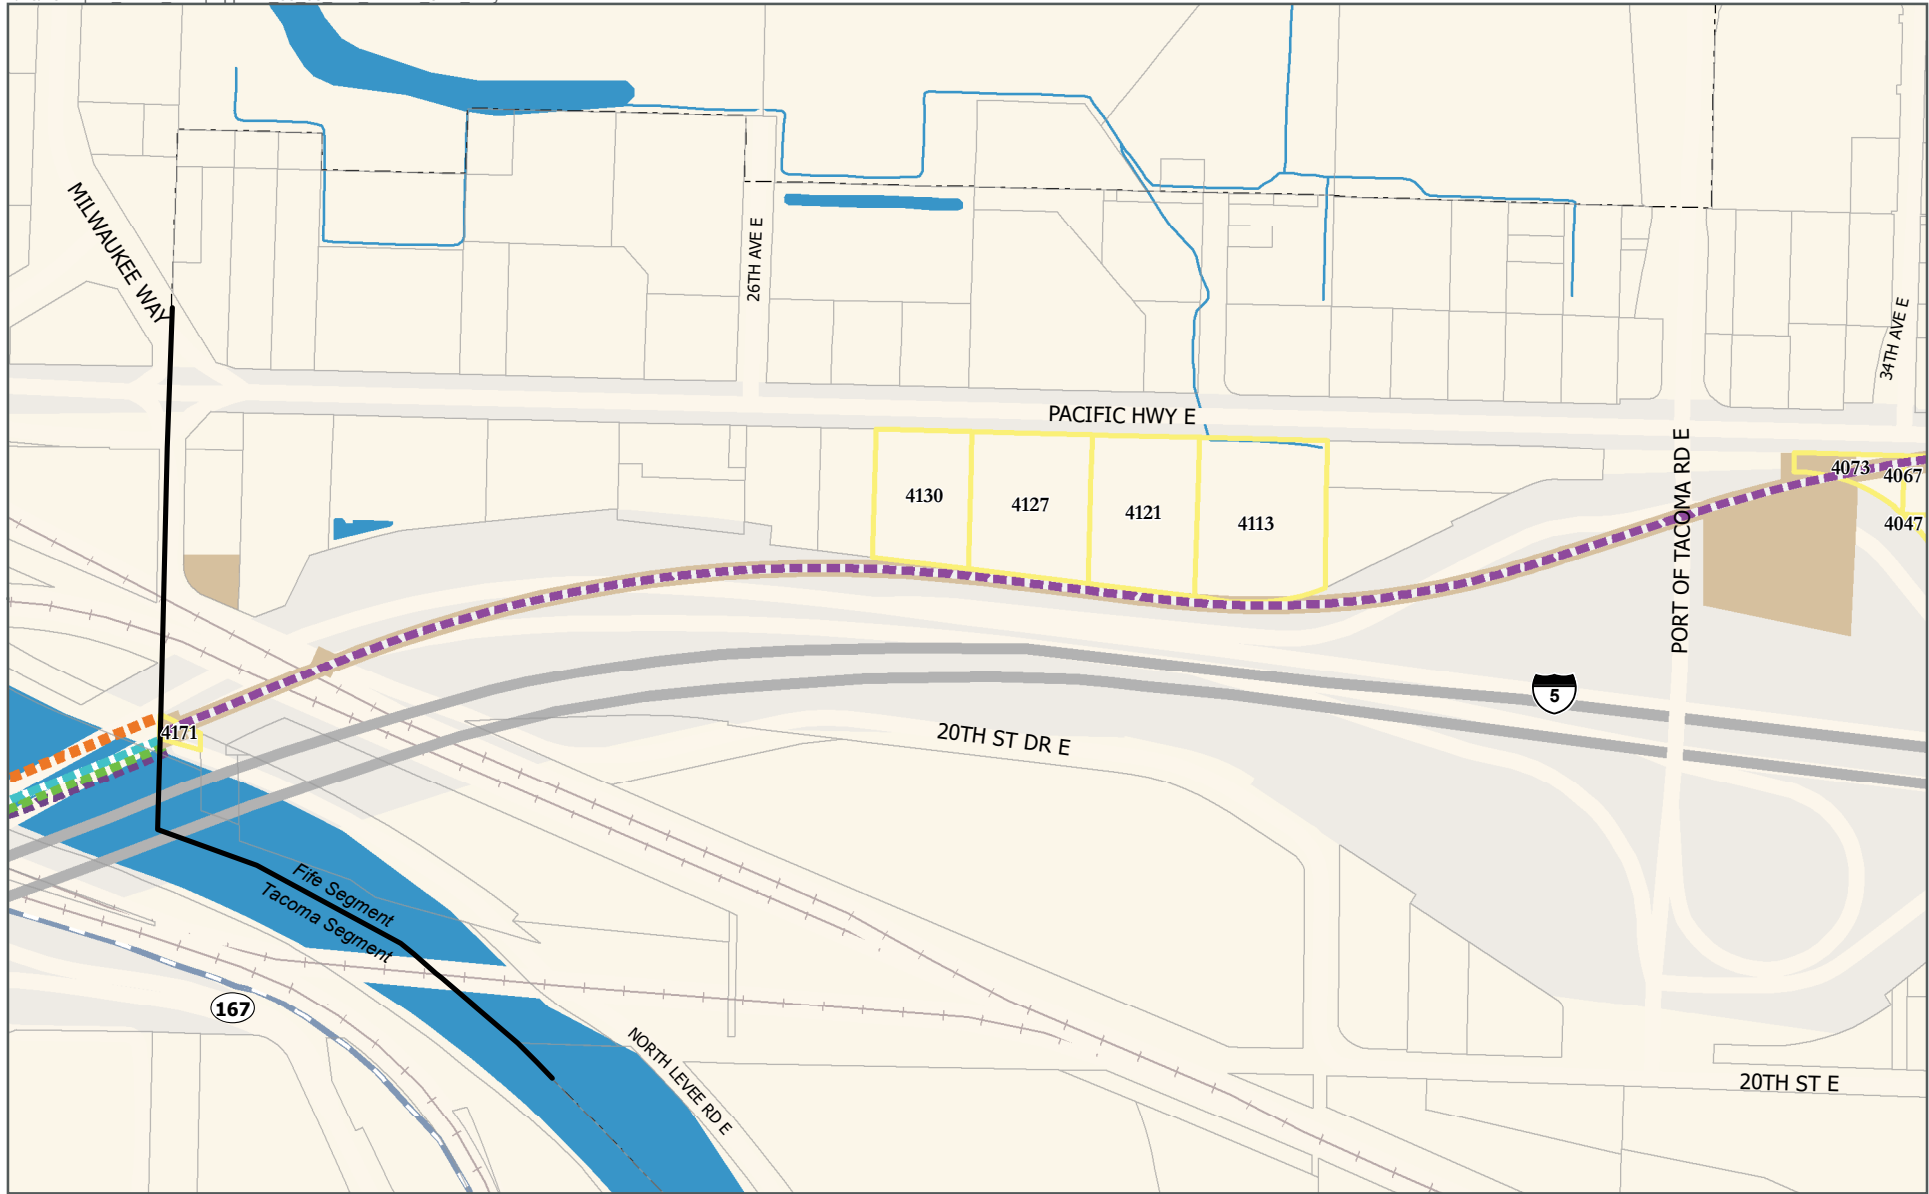 MILWAUKEE WAY
26TH AVE E
34TH AVE E
PACIFIC HWY E
PORT OF TACOMA RD E
4130
4127
4121
4113
4073
4067
4047
4171
5
20TH ST DR E
Fife Segment
Tacoma Segment
167
NORTH LEVEE RD E
20TH ST E